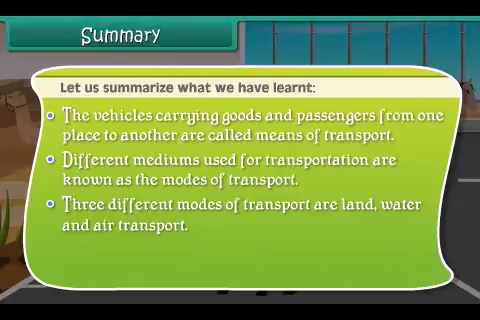 Summary
Let us summarize what we have learnt:
The vehicles carrying goods and passengers from one
place to another are called means of transport.
Different mediums used for transportation are
known as the modes of transport.
Three different modes of transport are land, water
and air transport.